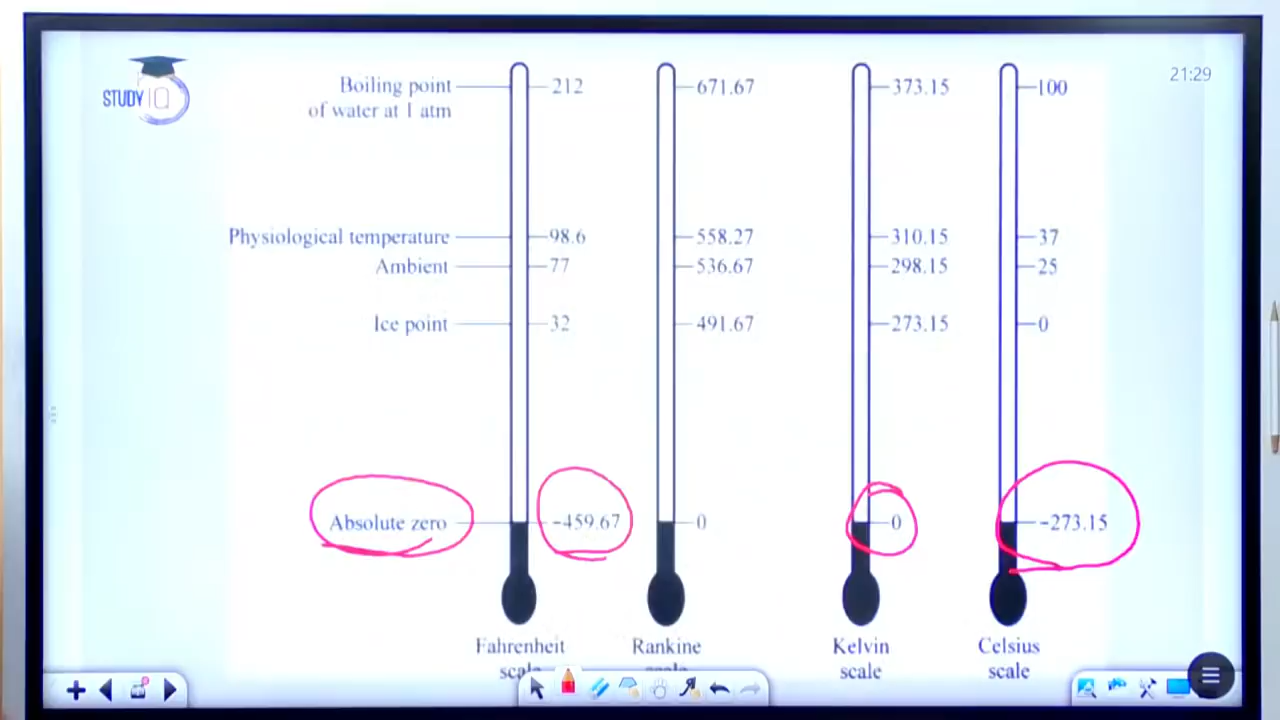 STUDY IQ
21:29
Boiling point
of water at 1 atm
212
671.67
373.15
100
Physiological temperature
98.6
558.27
310.15
37
Ambient
77
536.67
298.15
25
Ice point
32
491.67
273.15
0
Absolute zero
-459.67
0
0
-273.15
Fahrenheit
scale
Rankine
scale
Kelvin
scale
Celsius
scale